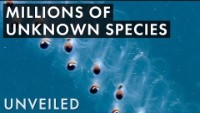 MILLIONS OF
UNKNOWN SPECIES
UNVEILED